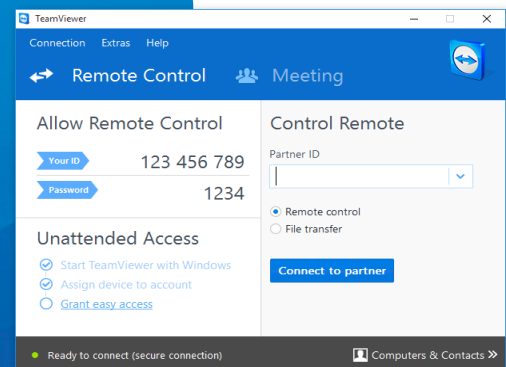 TeamViewer
Connection Extras Help
Remote Control Meeting
Allow Remote Control
Your ID 123 456 789
Password 1234
Unattended Access
Start TeamViewer with Windows
Assign device to account
Grant easy access
Control Remote
Partner ID
Remote control
File transfer
Connect to partner
Ready to connect (secure connection)
Computers & Contacts